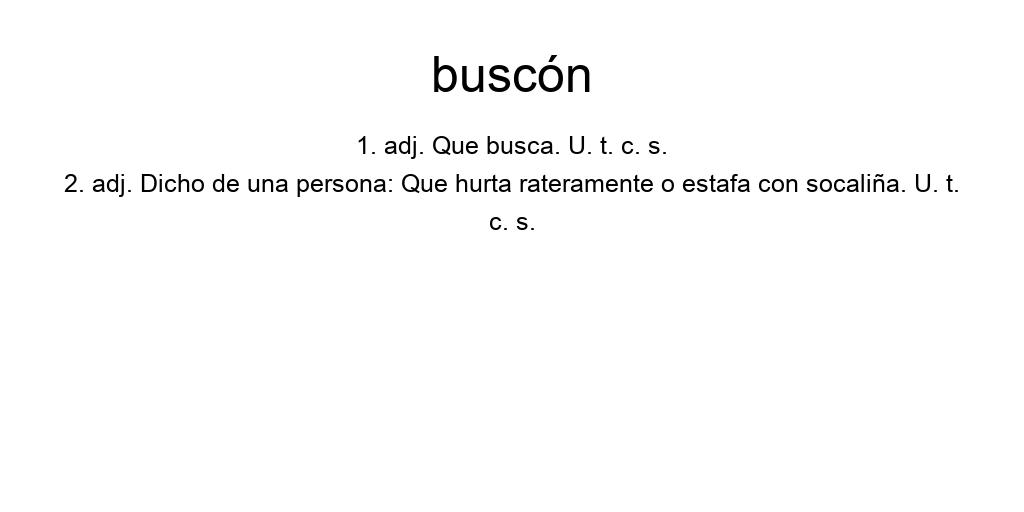 buscón
1. adj. Que busca. U. t. c. s.
2. adj. Dicho de una persona: Que hurta rateramente o estafa con socaliña. U. t.
c. s.